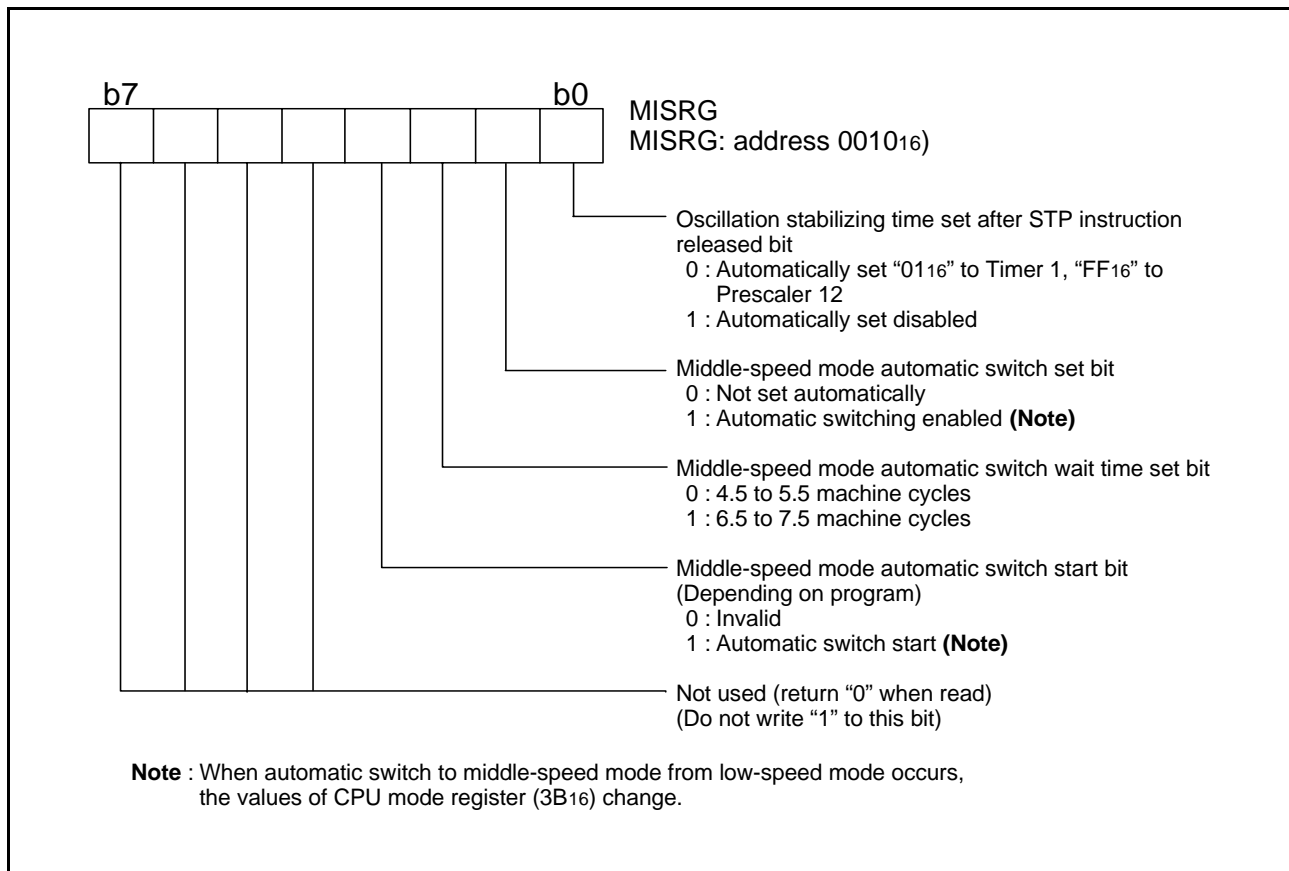 b7 b0
MISRG
MISRG: address 001016)
Oscillation stabilizing time set after STP instruction
released bit
0 : Automatically set “0116” to Timer 1, “FF16” to
Prescaler 12
1 : Automatically set disabled
Middle-speed mode automatic switch set bit
0 : Not set automatically
1 : Automatic switching enabled (Note)
Middle-speed mode automatic switch wait time set bit
0 : 4.5 to 5.5 machine cycles
1 : 6.5 to 7.5 machine cycles
Middle-speed mode automatic switch start bit
(Depending on program)
0 : Invalid
1 : Automatic switch start (Note)
Not used (return “0” when read)
(Do not write “1” to this bit)
Note : When automatic switch to middle-speed mode from low-speed mode occurs,
the values of CPU mode register (3B16) change.